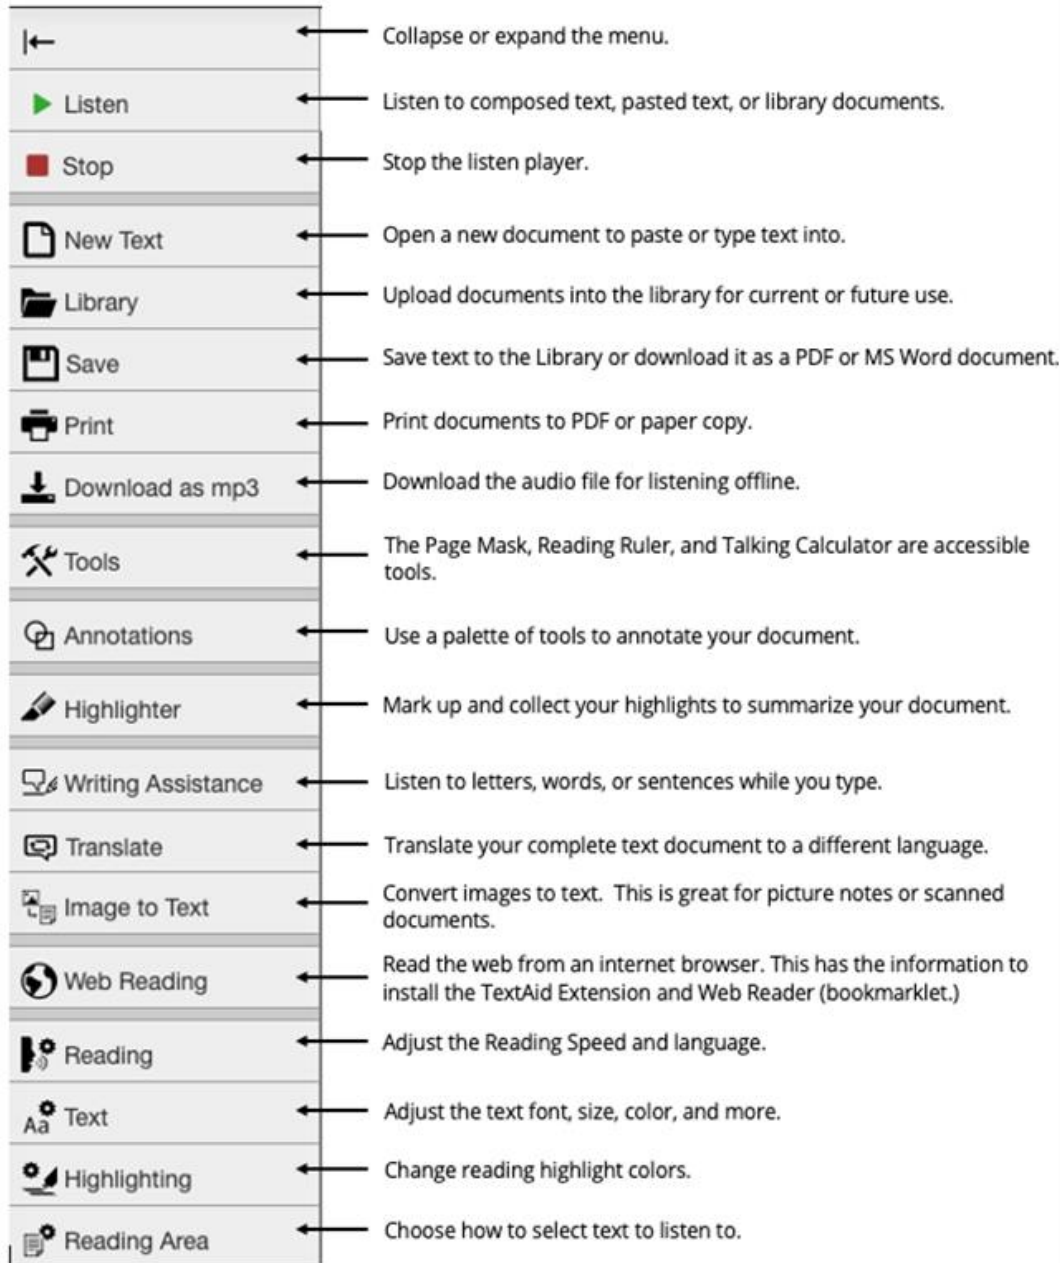 Collapse or expand the menu.
Listen
Listen to composed text, pasted text, or library documents.
Stop
Stop the listen player.
New Text
Open a new document to paste or type text into.
Library
Upload documents into the library for current or future use.
Save
Save text to the Library or download it as a PDF or MS Word document.
Print
Print documents to PDF or paper copy.
Download as mp3
Download the audio file for listening offline.
Tools
The Page Mask, Reading Ruler, and Talking Calculator are accessible
tools.
Annotations
Use a palette of tools to annotate your document.
Highlighter
Mark up and collect your highlights to summarize your document.
Writing Assistance
Listen to letters, words, or sentences while you type.
Translate
Translate your complete text document to a different language.
Image to Text
Convert images to text.  This is great for picture notes or scanned
documents.
Web Reading
Read the web from an internet browser. This has the information to
install the TextAid Extension and Web Reader (bookmarklet.)
Reading
Adjust the Reading Speed and language.
Aa Text
Adjust the text font, size, color, and more.
Highlighting
Change reading highlight colors.
Reading Area
Choose how to select text to listen to.